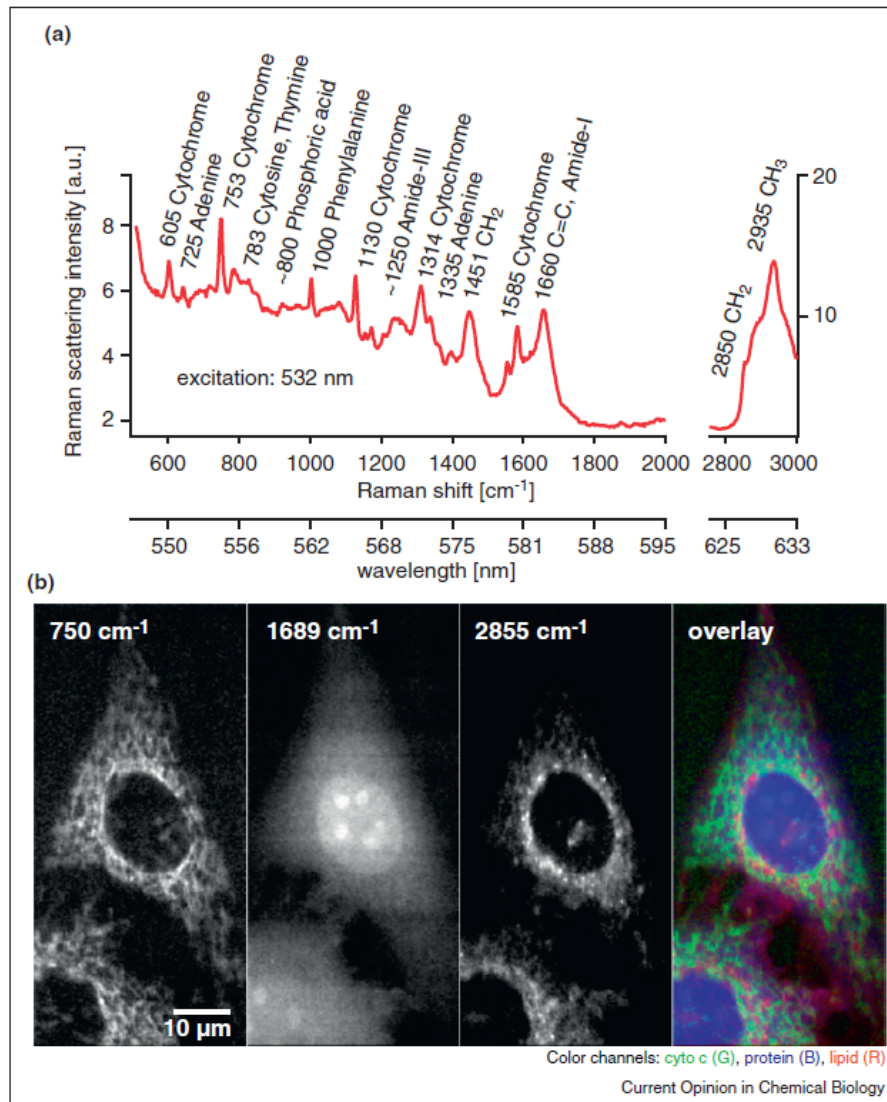 (a)
Raman scattering intensity [a.u.]
8
6
4
2
605 Cytochrome
725 Adenine
753 Cytochrome
783 Cytosine, Thymine
~800 Phosphoric acid
1000 Phenylalanine
1130 Cytochrome
~1250 Amide-III
1314 Cytochrome
1335 Adenine
1451 CH₂
1585 Cytochrome
1660 C=C, Amide-I
2850 CH₂
2935 CH₃
20
10
excitation: 532 nm
600 800 1000 1200 1400 1600 1800 2000 2800 3000
Raman shift [cm⁻¹]
550 556 562 568 575 581 588 595 625 633
wavelength [nm]
(b)
750 cm⁻¹ 1689 cm⁻¹ 2855 cm⁻¹ overlay
10 μm
Color channels: cyto c (G), protein (B), lipid (R)
Current Opinion in Chemical Biology